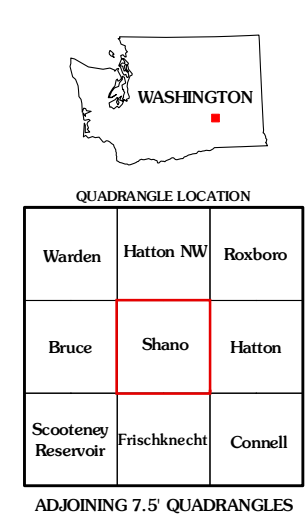 WASHINGTON
QUADRANGLE LOCATION
Warden
Hatton NW
Roxboro
Bruce
Shano
Hatton
Scooteney
Reservoir
Frischknecht
Connell
ADJOINING 7.5' QUADRANGLES